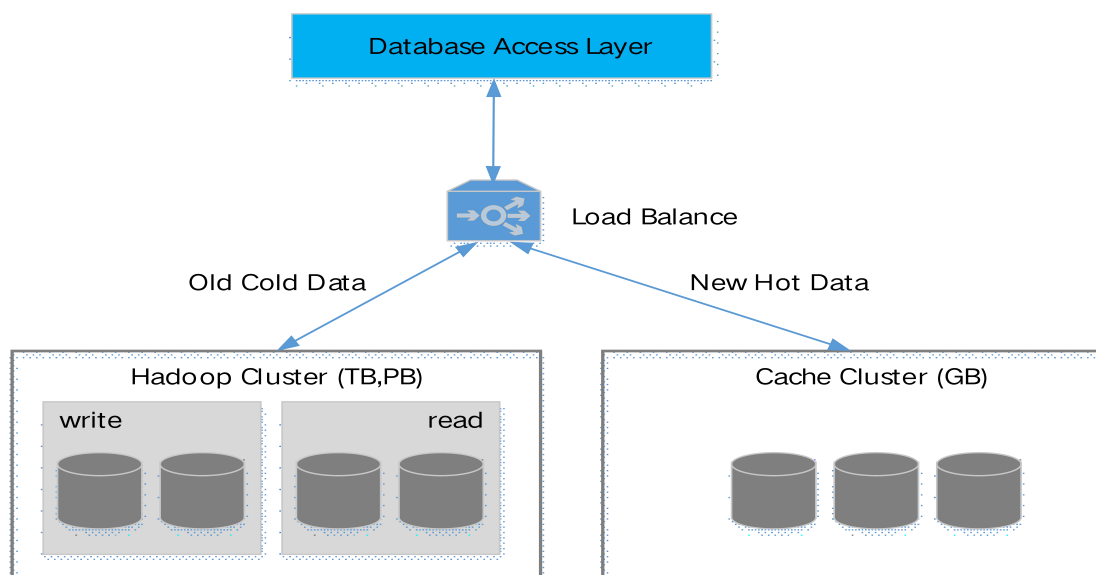 Database Access Layer
Load Balance
Old Cold Data
New Hot Data
Hadoop Cluster (TB,PB)
Cache Cluster (GB)
write
read